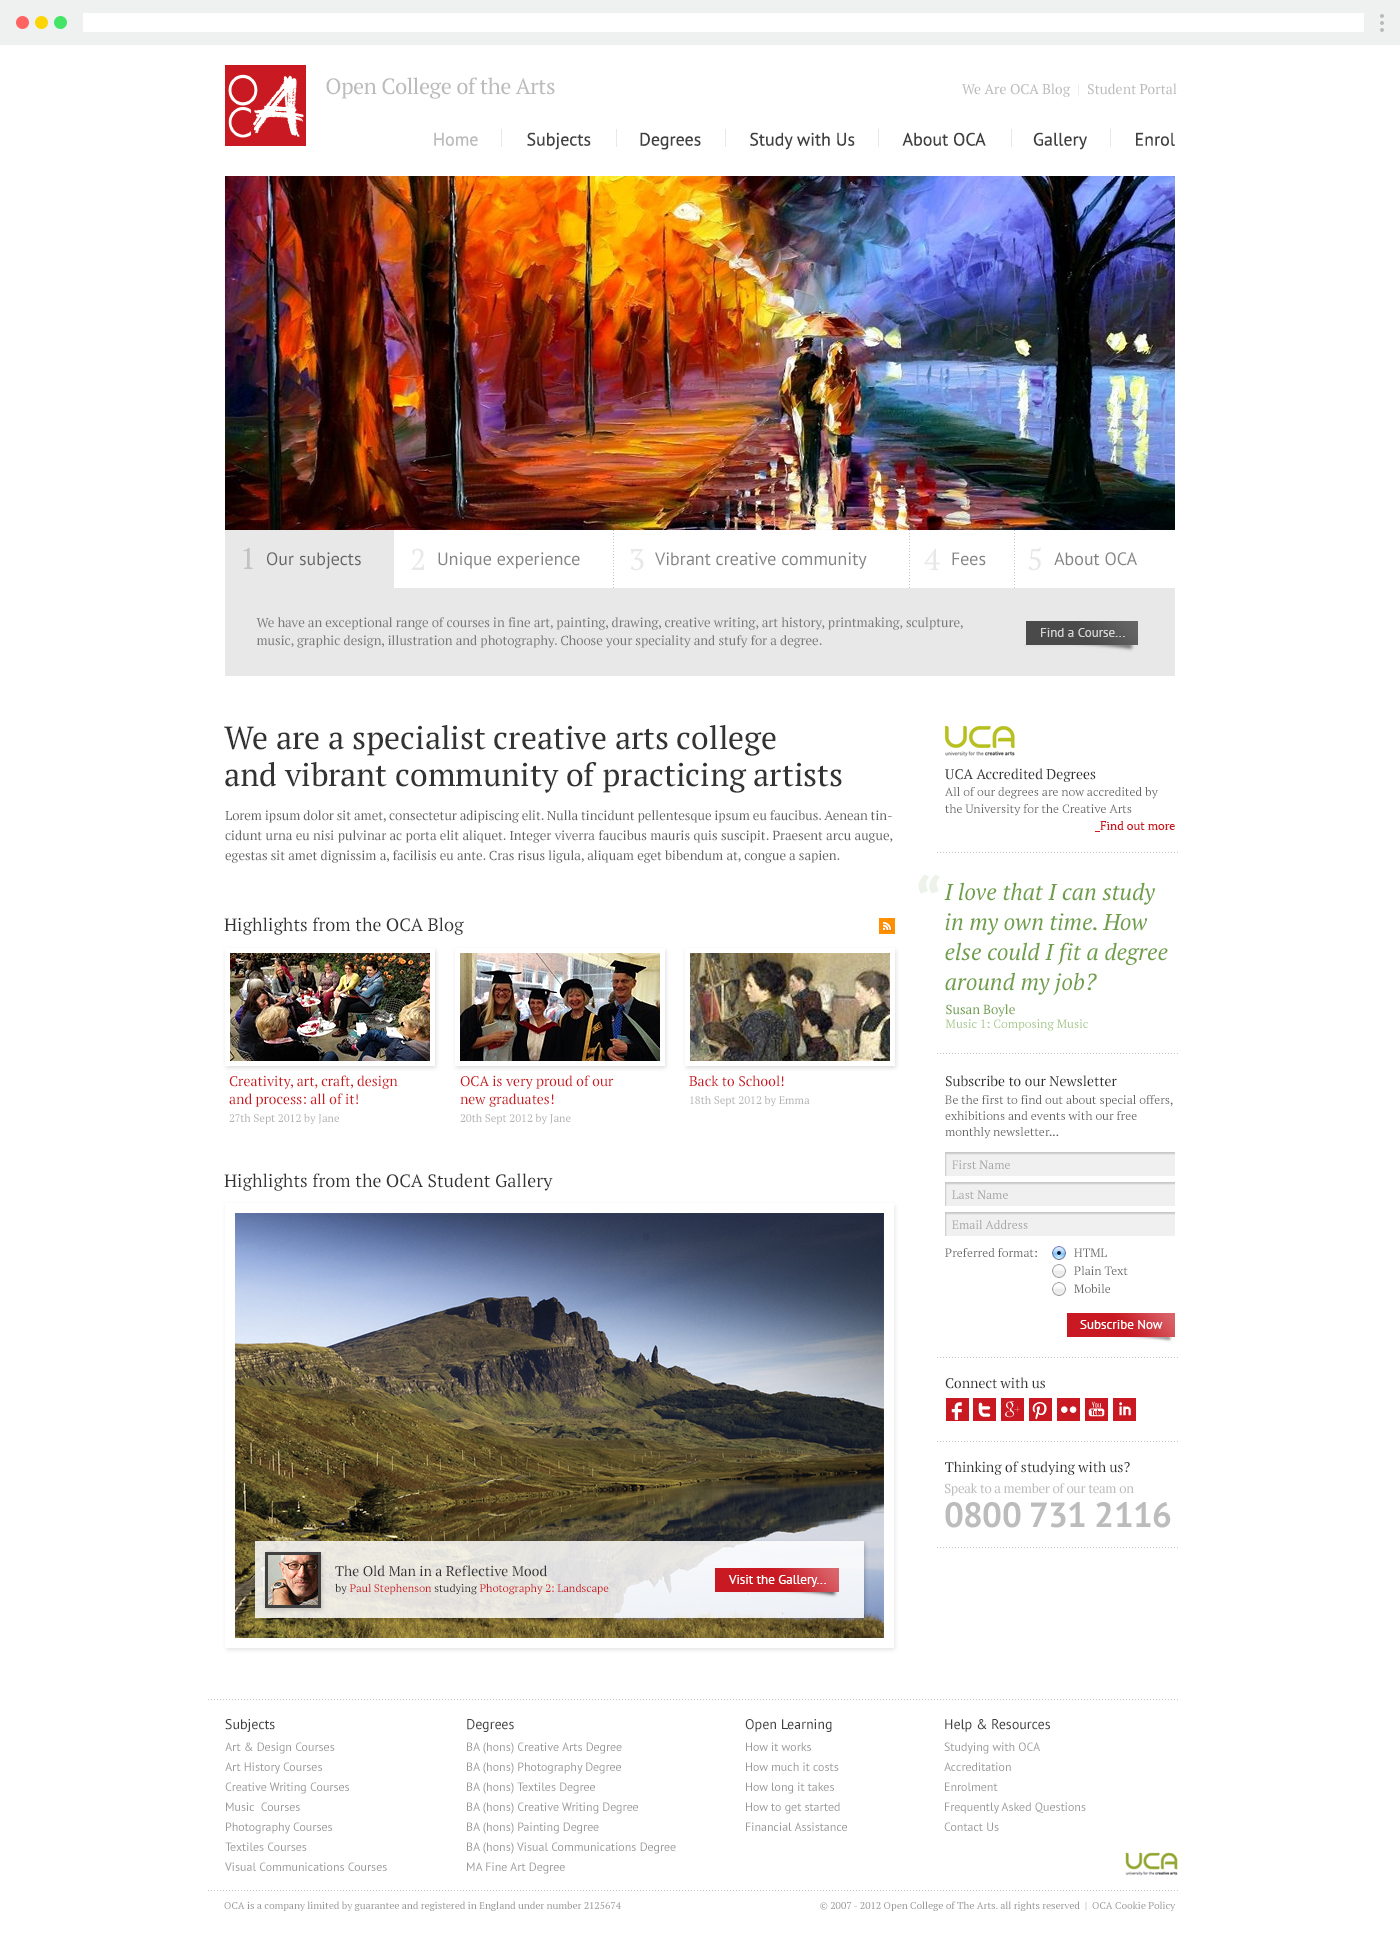 OCA
Open College of the Arts
We Are OCA Blog | Student Portal
Home
Subjects
Degrees
Study with Us
About OCA
Gallery
Enrol
1 Our subjects
2 Unique experience
3 Vibrant creative community
4 Fees
5 About OCA
We have an exceptional range of courses in fine art, painting, drawing, creative writing, art history, printmaking, sculpture,
music, graphic design, illustration and photography. Choose your speciality and stufy for a degree.
Find a Course...
We are a specialist creative arts college
and vibrant community of practicing artists
Lorem ipsum dolor sit amet, consectetur adipiscing elit. Nulla tincidunt pellentesque ipsum eu faucibus. Aenean tin-
cidunt urna eu nisi pulvinar ac porta elit aliquet. Integer viverra faucibus mauris quis suscipit. Praesent arcu augue,
egestas sit amet dignissim a, facilisis eu ante. Cras risus ligula, aliquam eget bibendum at, congue a sapien.
Highlights from the OCA Blog
Creativity, art, craft, design
and process: all of it!
27th Sept 2012 by Jane
OCA is very proud of our
new graduates!
20th Sept 2012 by Jane
Back to School!
18th Sept 2012 by Emma
Highlights from the OCA Student Gallery
The Old Man in a Reflective Mood
by Paul Stephenson studying Photography 2: Landscape
Visit the Gallery...
UCA
university for the creative arts
UCA Accredited Degrees
All of our degrees are now accredited by
the University for the Creative Arts
_Find out more
“I love that I can study
in my own time. How
else could I fit a degree
around my job?
Susan Boyle
Music 1: Composing Music
Subscribe to our Newsletter
Be the first to find out about special offers,
exhibitions and events with our free
monthly newsletter...
First Name
Last Name
Email Address
Preferred format:
HTML
Plain Text
Mobile
Subscribe Now
Connect with us
f t g+ P You Tube in
Thinking of studying with us?
Speak to a member of our team on
0800 731 2116
Subjects
Art & Design Courses
Art History Courses
Creative Writing Courses
Music  Courses
Photography Courses
Textiles Courses
Visual Communications Courses
Degrees
BA (hons) Creative Arts Degree
BA (hons) Photography Degree
BA (hons) Textiles Degree
BA (hons) Creative Writing Degree
BA (hons) Painting Degree
BA (hons) Visual Communications Degree
MA Fine Art Degree
Open Learning
How it works
How much it costs
How long it takes
How to get started
Financial Assistance
Help & Resources
Studying with OCA
Accreditation
Enrolment
Frequently Asked Questions
Contact Us
UCA
university for the creative arts
OCA is a company limited by guarantee and registered in England under number 2125674
© 2007 - 2012 Open College of The Arts. all rights reserved | OCA Cookie Policy